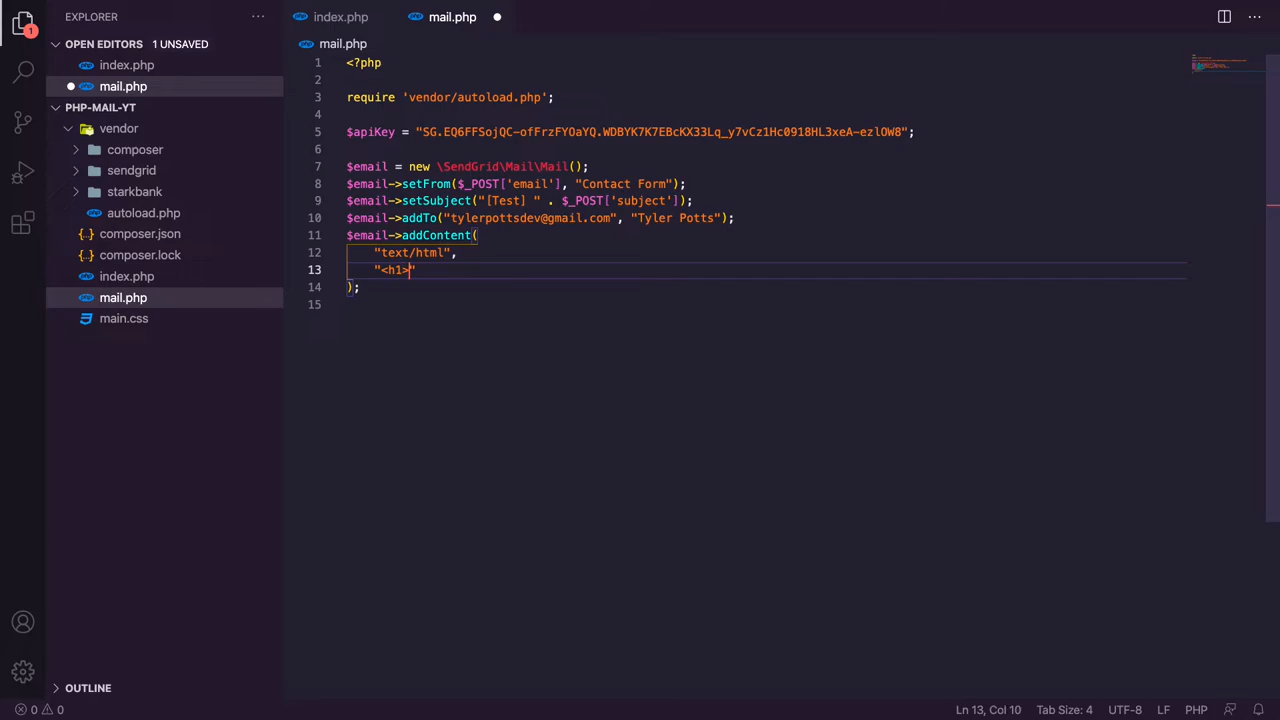 EXPLORER
OPEN EDITORS 1 UNSAVED
index.php
mail.php
PHP-MAIL-YT
vendor
composer
sendgrid
starkbank
autoload.php
composer.json
composer.lock
index.php
mail.php
main.css
OUTLINE
1
index.php
mail.php
mail.php
1 <?php
2
3 require 'vendor/autoload.php';
4
5 $apiKey = "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";
6
7 $email = new \SendGrid\Mail\Mail();
8 $email->setFrom($_POST['email'], "Contact Form");
9 $email->setSubject("[Test] " . $_POST['subject']);
10 $email->addTo("tylerpottsdev@gmail.com", "Tyler Potts");
11 $email->addContent(
12 "text/html",
13 "<h1>"
14 );
15
0 0
Ln 13, Col 10 Tab Size: 4 UTF-8 LF PHP